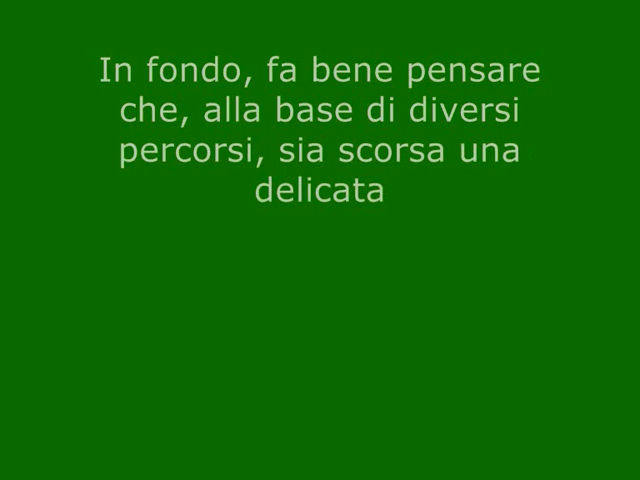 In fondo, fa bene pensare
che, alla base di diversi
percorsi, sia scorsa una
delicata